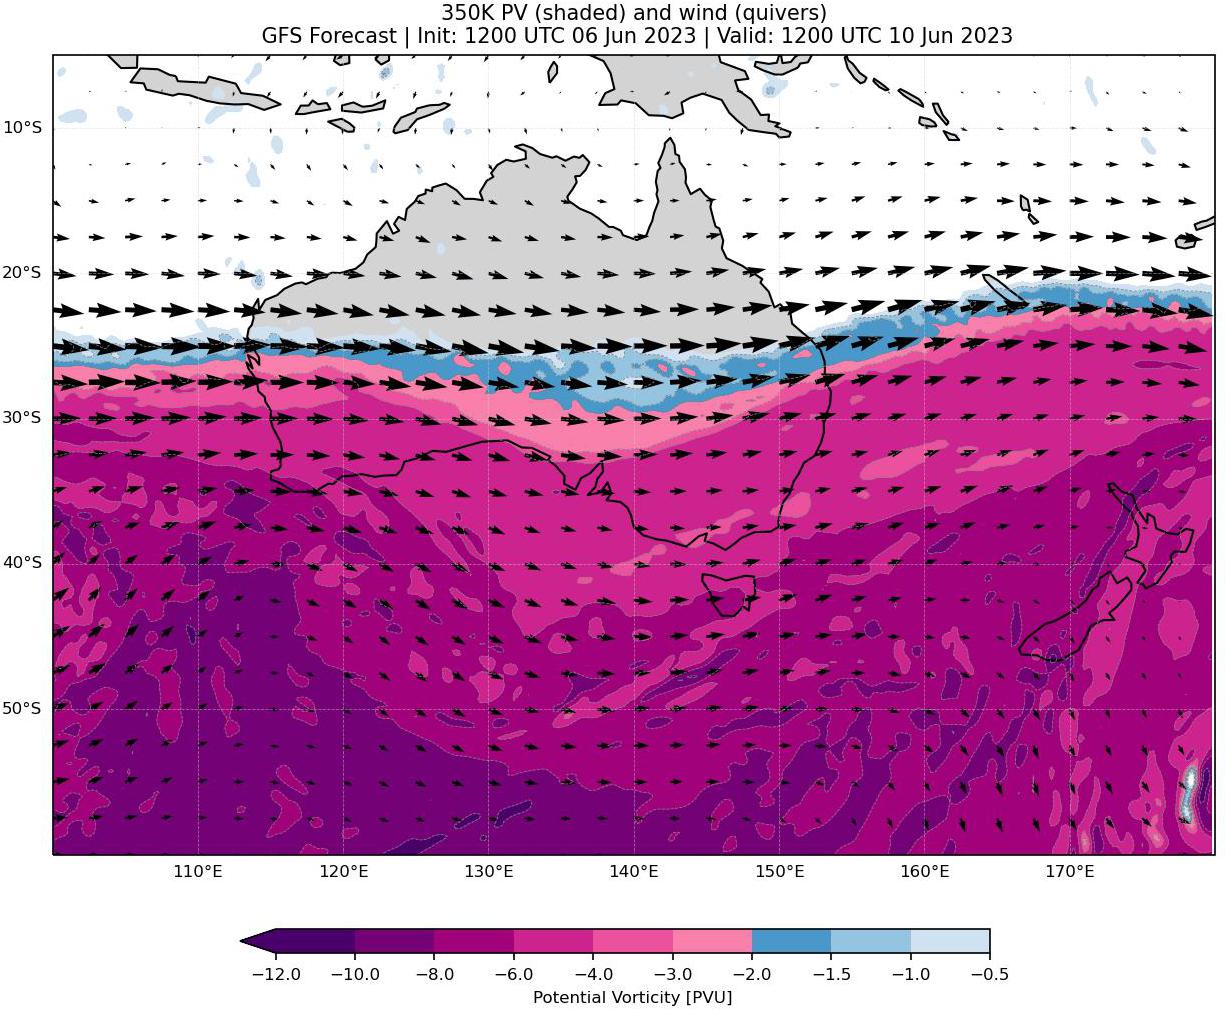 350K PV (shaded) and wind (quivers)
GFS Forecast | Init: 1200 UTC 06 Jun 2023 | Valid: 1200 UTC 10 Jun 2023
10°S
20°S
30°S
40°S
50°S
110°E 120°E 130°E 140°E 150°E 160°E 170°E
−12.0 −10.0 −8.0 −6.0 −4.0 −3.0 −2.0 −1.5 −1.0 −0.5
Potential Vorticity [PVU]